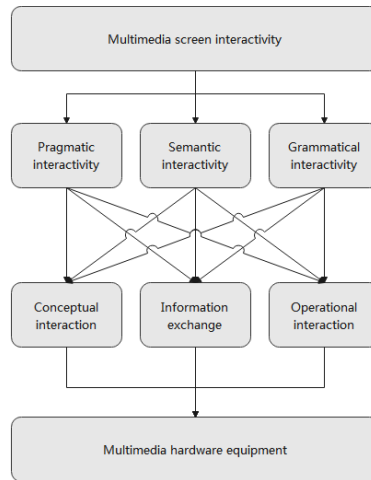 Multimedia screen interactivity
Pragmatic
interactivity
Semantic
interactivity
Grammatical
interactivity
Conceptual
interaction
Information
exchange
Operational
interaction
Multimedia hardware equipment